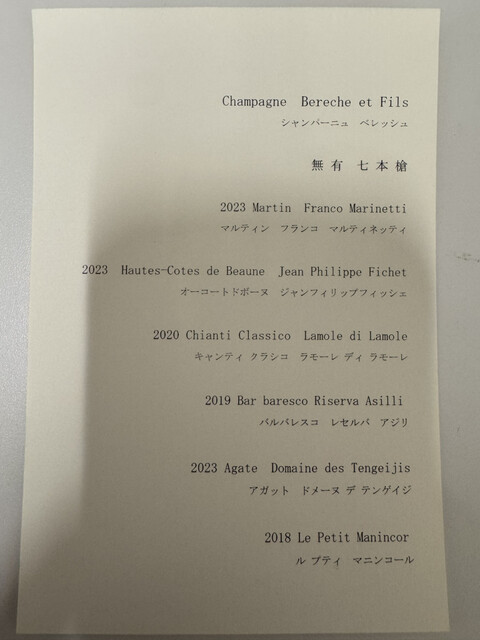 Champagne Bereche et Fils
シャンパーニュ ベレッシュ
無有 七本槍
2023 Martin Franco Marinetti
マルティン フランコ マルティネッティ
2023 Hautes-Cotes de Beaune Jean Philippe Fichet
オーコートドボーヌ ジャンフィリップフィッシェ
2020 Chianti Classico Lamole di Lamole
キャンティ クラシコ ラモーレ ディ ラモーレ
2019 Bar baresco Riserva Asilli
バルバレスコ レセルバ アジリ
2023 Agate Domaine des Tengeijis
アガット ドメーヌ デ テンゲイジ
2018 Le Petit Manincor
ル プティ マニンコール